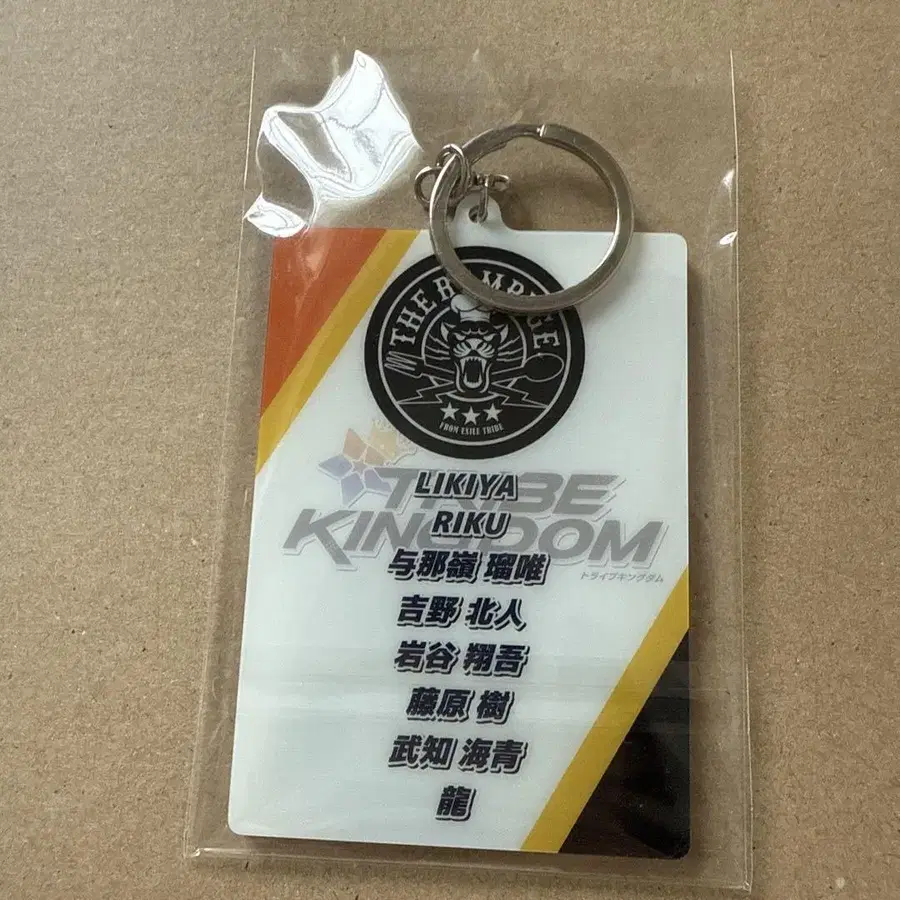 THE RAMPAGE
FROM EXILE TRIBE
TRIBE
KINGDOM
トライブキングダム
LIKIYA
RIKU
与那嶺 瑠唯
吉野 北人
岩谷 翔吾
藤原 樹
武知 海青
龍